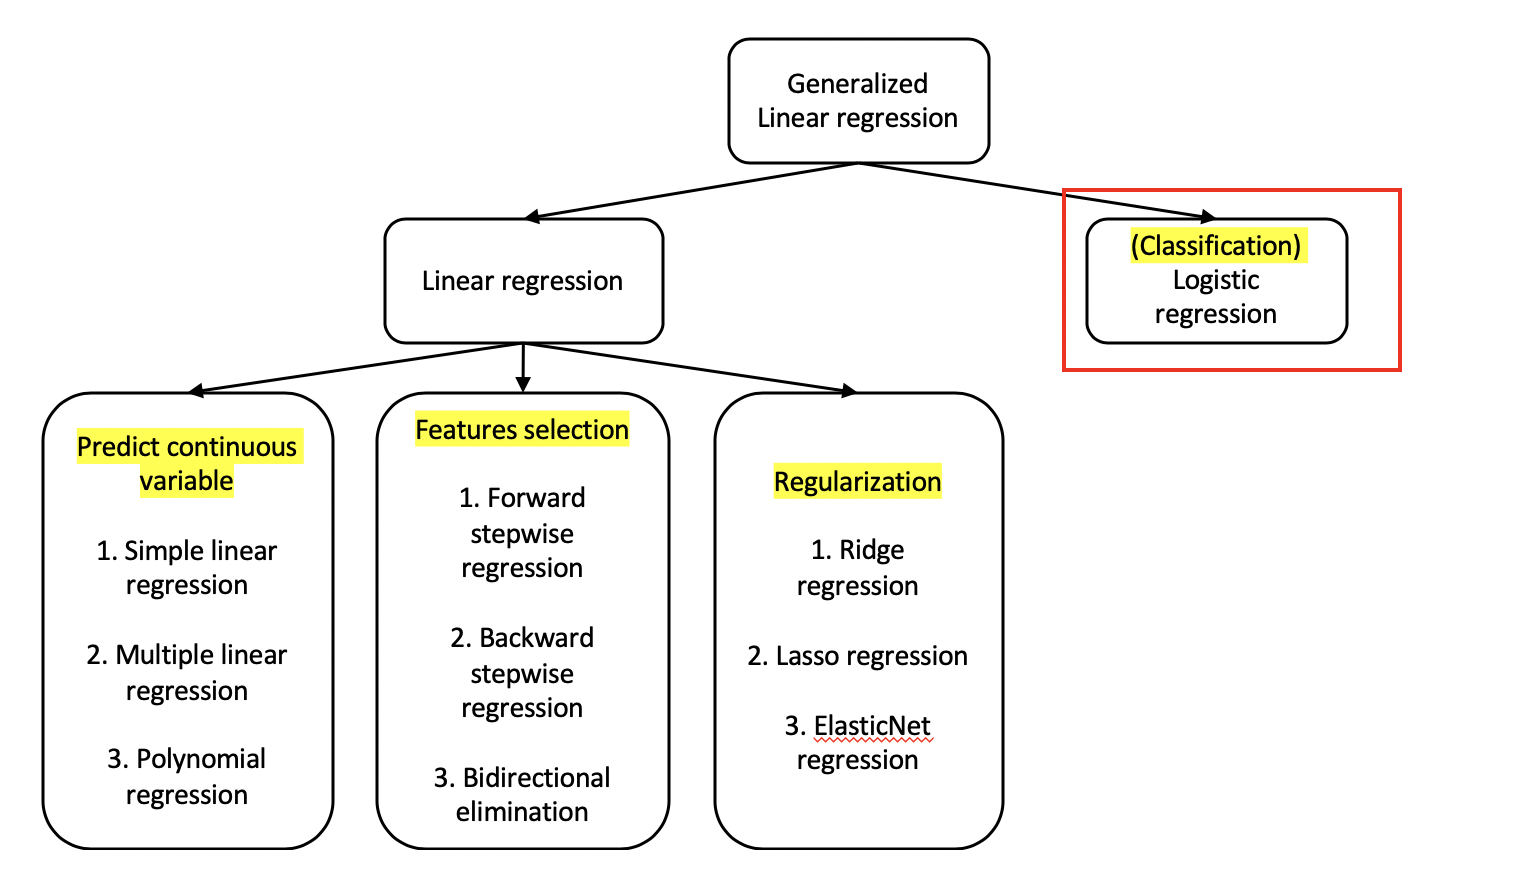 Generalized
Linear regression
Linear regression
(Classification)
Logistic
regression
Predict continuous
variable
1. Simple linear
regression
2. Multiple linear
regression
3. Polynomial
regression
Features selection
1. Forward
stepwise
regression
2. Backward
stepwise
regression
3. Bidirectional
elimination
Regularization
1. Ridge
regression
2. Lasso regression
3. ElasticNet
regression